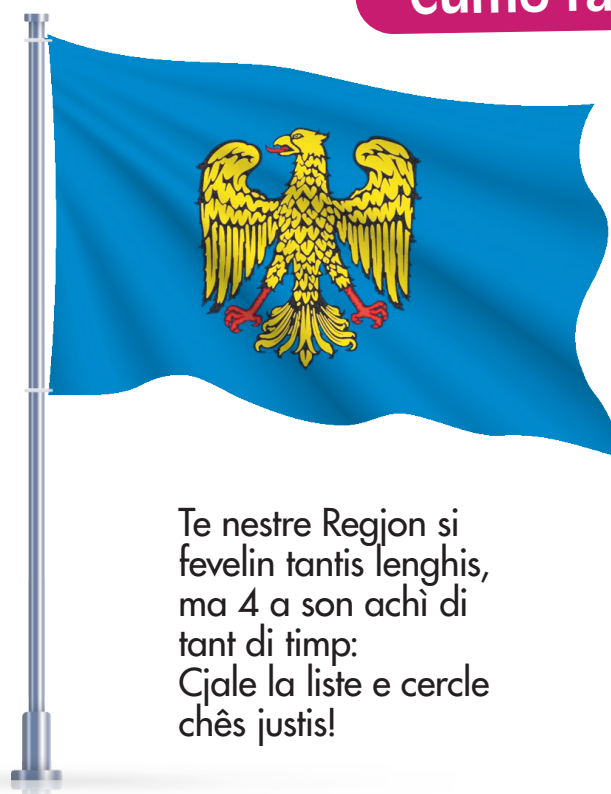 Te nestre Regjon si
fevelin tantis lenghis,
ma 4 a son achì di
tant di timp:
Cjale la liste e cercle
chês justis!